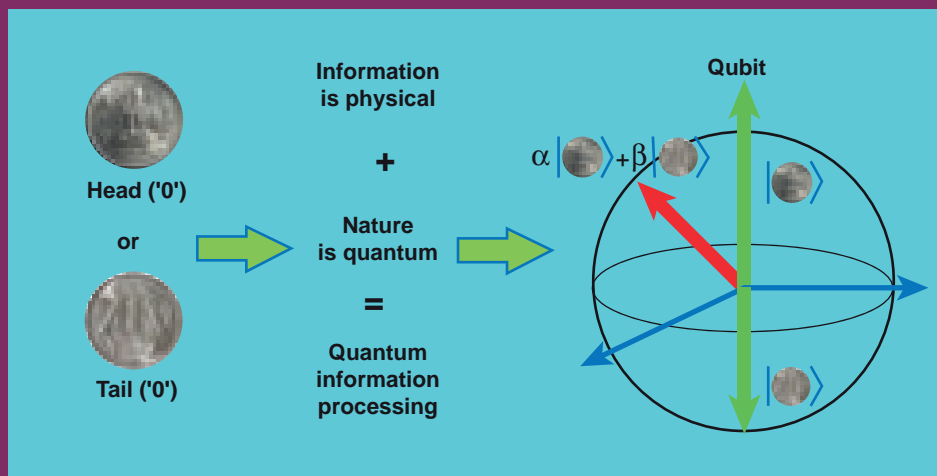 Head ('0')
or
Tail ('0')
Information
is physical
+
Nature
is quantum
=
Quantum
information
processing
Qubit
α|⟩+β|⟩
|⟩
|⟩